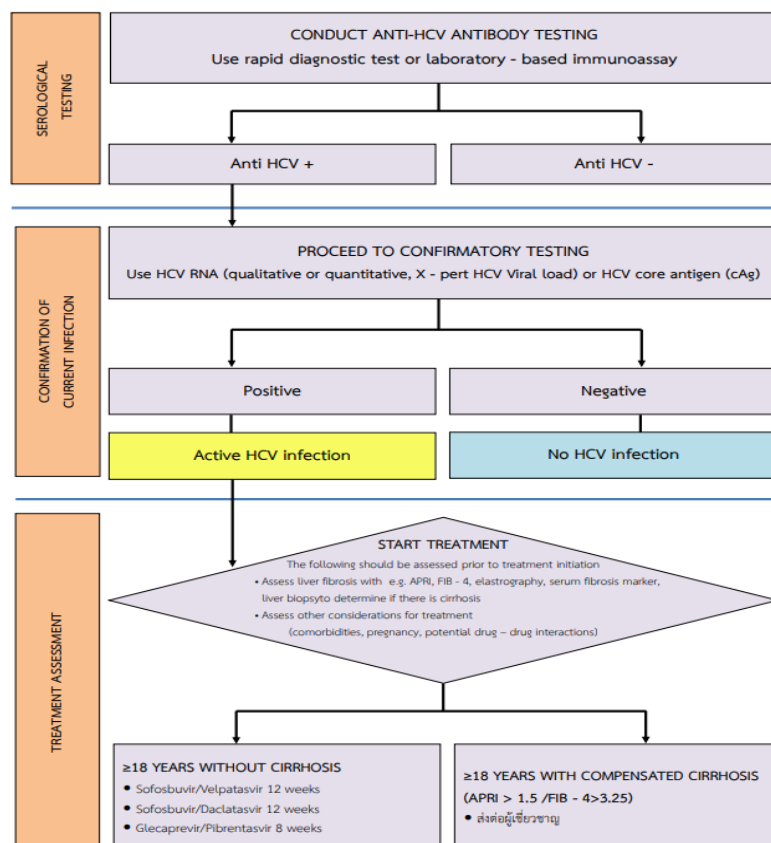 SEROLOGICAL
TESTING
CONDUCT ANTI-HCV ANTIBODY TESTING
Use rapid diagnostic test or laboratory - based immunoassay
Anti HCV +
Anti HCV -
CONFIRMATION OF
CURRENT INFECTION
PROCEED TO CONFIRMATORY TESTING
Use HCV RNA (qualitative or quantitative, X - pert HCV Viral load) or HCV core antigen (cAg)
Positive
Negative
Active HCV infection
No HCV infection
TREATMENT ASSESSMENT
START TREATMENT
The following should be assessed prior to treatment initiation
• Assess liver fibrosis with e.g. APRI, FIB - 4, elastrography, serum fibrosis marker,
liver biopsyto determine if there is cirrhosis
• Assess other considerations for treatment
(comorbidities, pregnancy, potential drug – drug interactions)
≥18 YEARS WITHOUT CIRRHOSIS
• Sofosbuvir/Velpatasvir 12 weeks
• Sofosbuvir/Daclatasvir 12 weeks
• Glecaprevir/Pibrentasvir 8 weeks
≥18 YEARS WITH COMPENSATED CIRRHOSIS
(APRI > 1.5 /FIB - 4>3.25)
• ส่งต่อผู้เชี่ยวชาญ